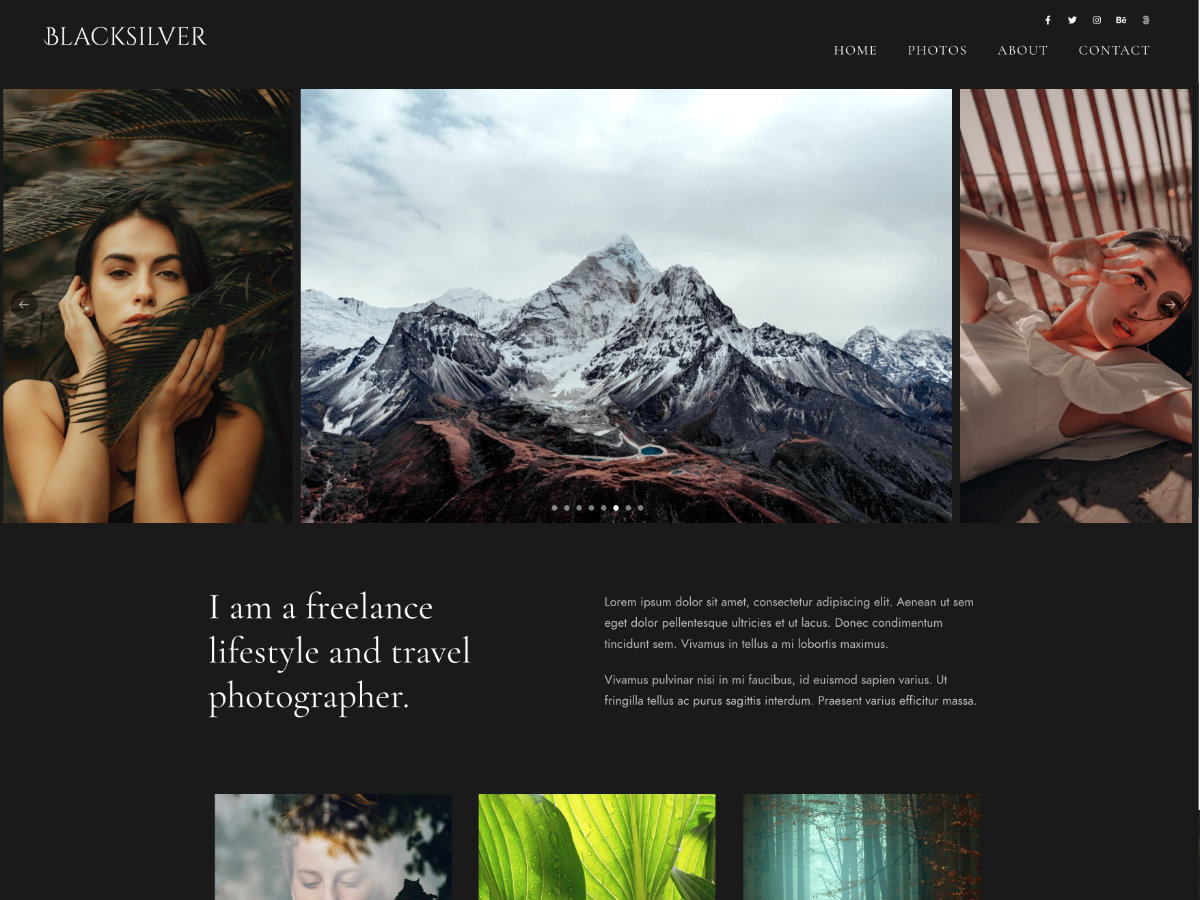 BLACKSILVER
HOME PHOTOS ABOUT CONTACT
I am a freelance
lifestyle and travel
photographer.
Lorem ipsum dolor sit amet, consectetur adipiscing elit. Aenean ut sem
eget dolor pellentesque ultricies et ut lacus. Donec condimentum
tincidunt sem. Vivamus in tellus a mi lobortis maximus.
Vivamus pulvinar nisi in mi faucibus, id euismod sapien varius. Ut
fringilla tellus ac purus sagittis interdum. Praesent varius efficitur massa.